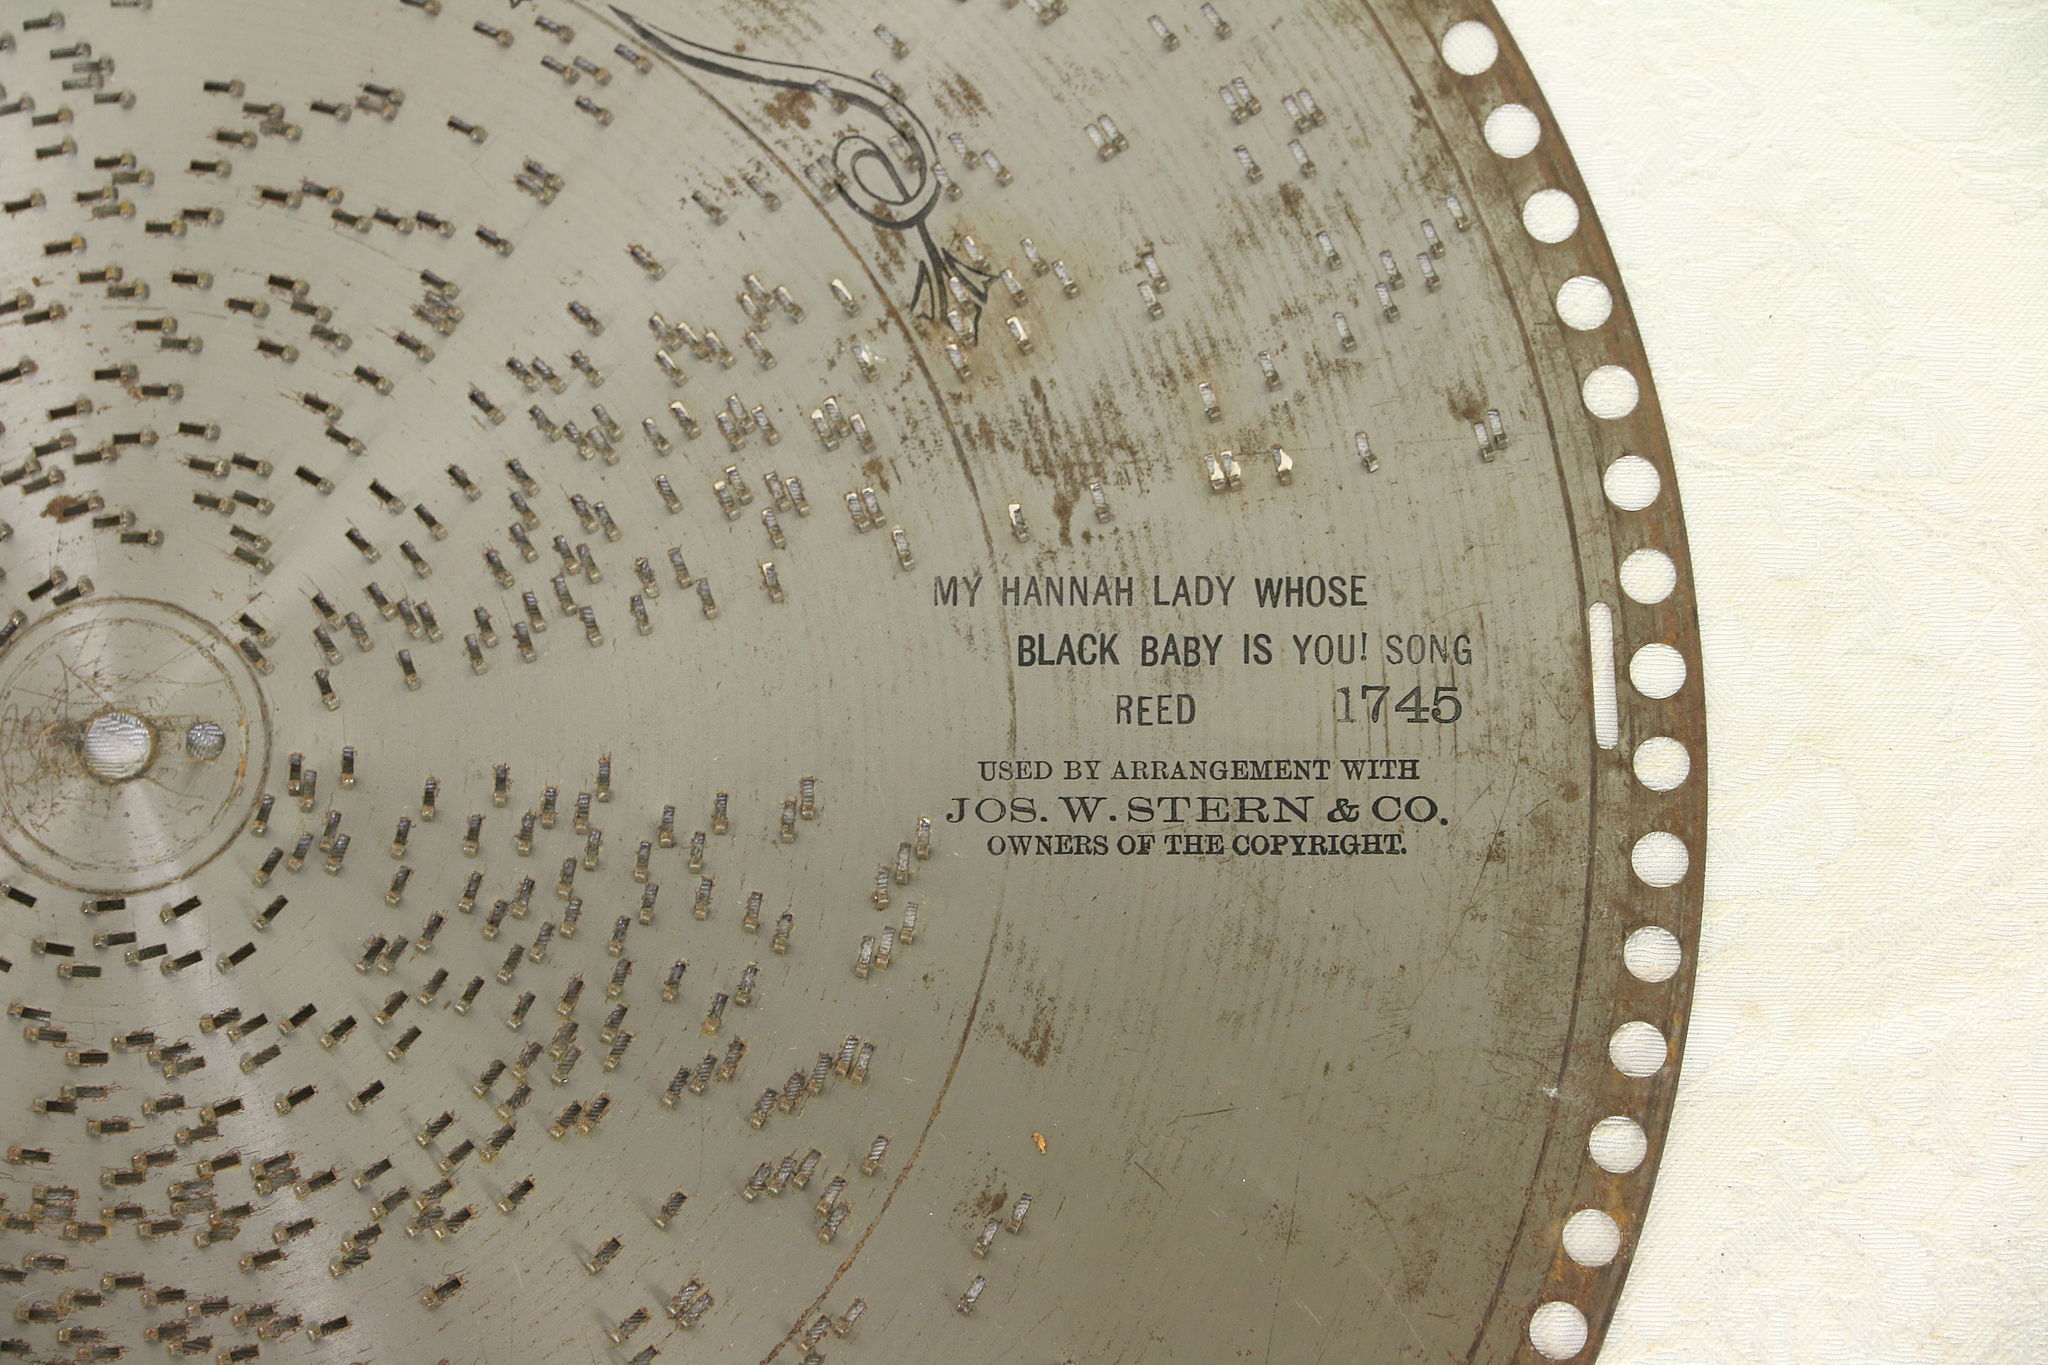 MY HANNAH LADY WHOSE
BLACK BABY IS YOU! SONG
REED 1745
USED BY ARRANGEMENT WITH
JOS. W. STERN & CO.
OWNERS OF THE COPYRIGHT.